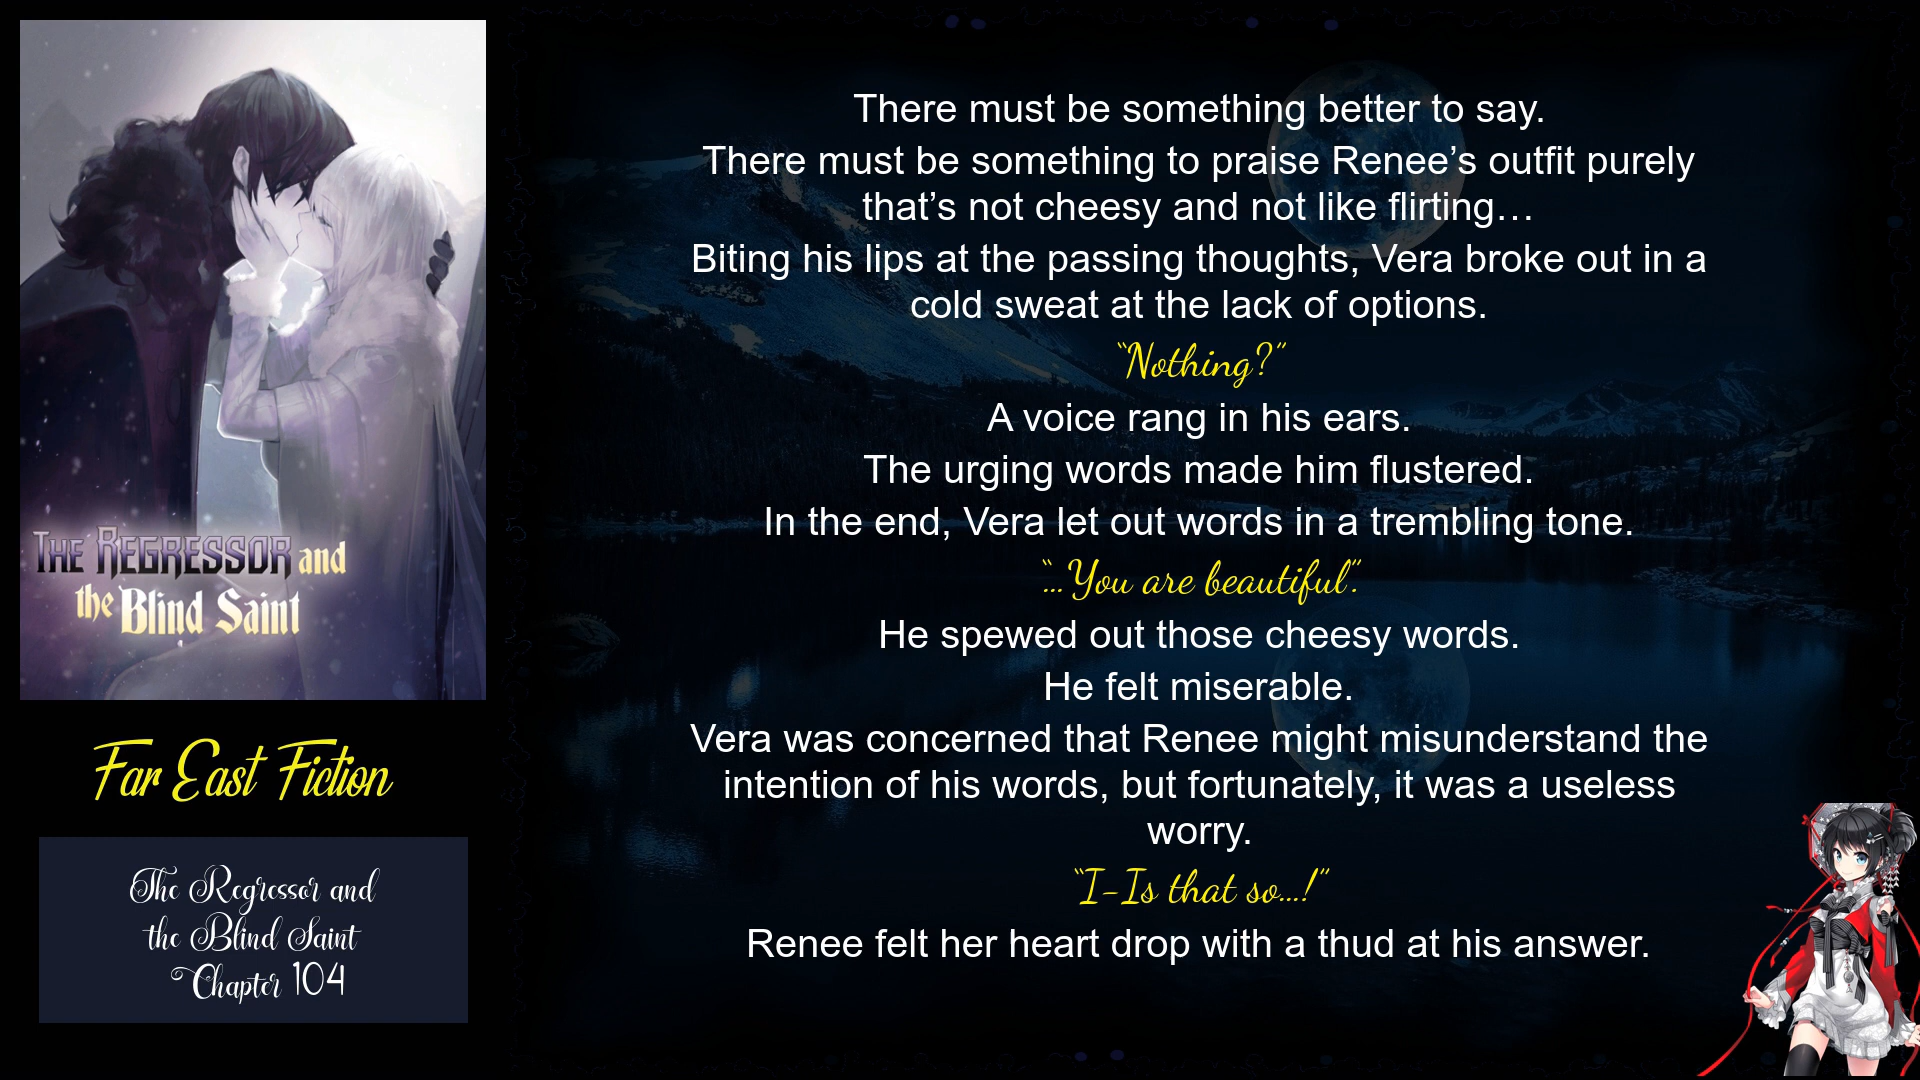 THE REGRESSOR and
the Blind Saint
Far East Fiction
The Regressor and
the Blind Saint
Chapter 104
There must be something better to say.
There must be something to praise Renee’s outfit purely
that’s not cheesy and not like flirting…
Biting his lips at the passing thoughts, Vera broke out in a
cold sweat at the lack of options.
“Nothing?”
A voice rang in his ears.
The urging words made him flustered.
In the end, Vera let out words in a trembling tone.
“…You are beautiful”.
He spewed out those cheesy words.
He felt miserable.
Vera was concerned that Renee might misunderstand the
intention of his words, but fortunately, it was a useless
worry.
“I-Is that so…!”
Renee felt her heart drop with a thud at his answer.